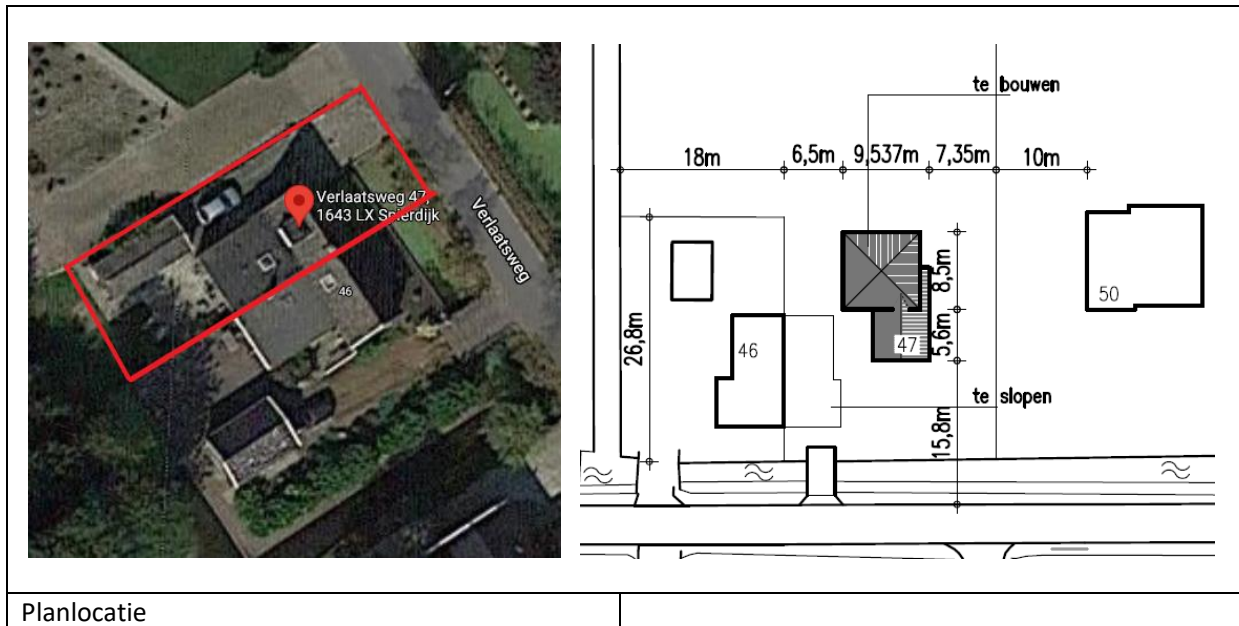 Verlaatsweg 47,
1643 LX Spierdijk
46
Verlaatsweg
te bouwen
18m
6,5m
9,537m
7,35m
10m
26,8m
8,5m
5,6m
15,8m
46
47
50
te slopen
Planlocatie